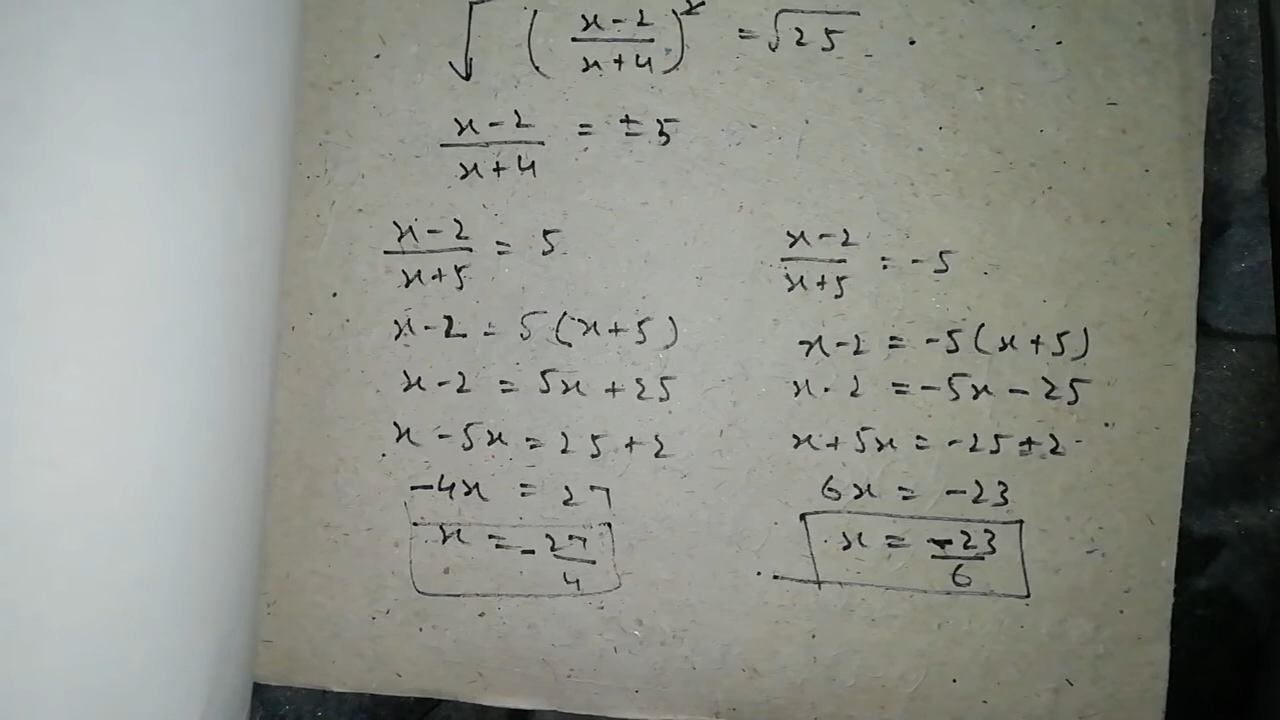 √((x-2)/(x+4))² = √25
(x-2)/(x+4) = ±5
(x-2)/(x+5) = 5
x-2 = 5(x+5)
x-2 = 5x+25
x-5x = 25+2
-4x = 27
x = -27/4
(x-2)/(x+5) = -5
x-2 = -5(x+5)
x-2 = -5x-25
x+5x = -25+2
6x = -23
x = -23/6